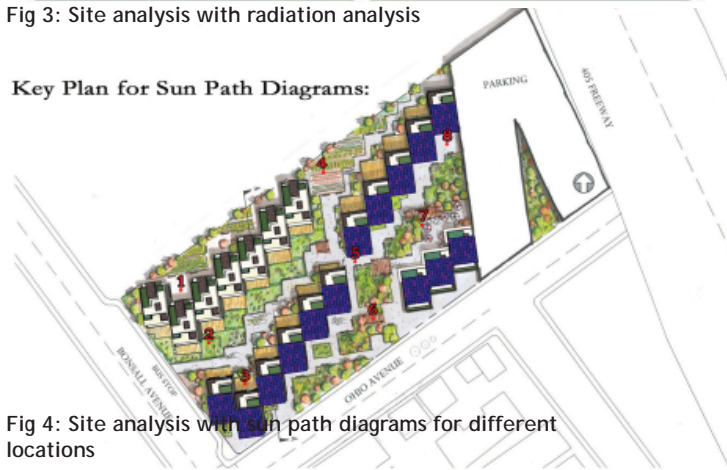 Fig 3: Site analysis with radiation analysis
Key Plan for Sun Path Diagrams:
PARKING
405 FREEWAY
4
8
7
5
1
6
2
3
BUS STOP
BONSALL AVENUE
OHIO AVENUE
Fig 4: Site analysis with sun path diagrams for different
locations